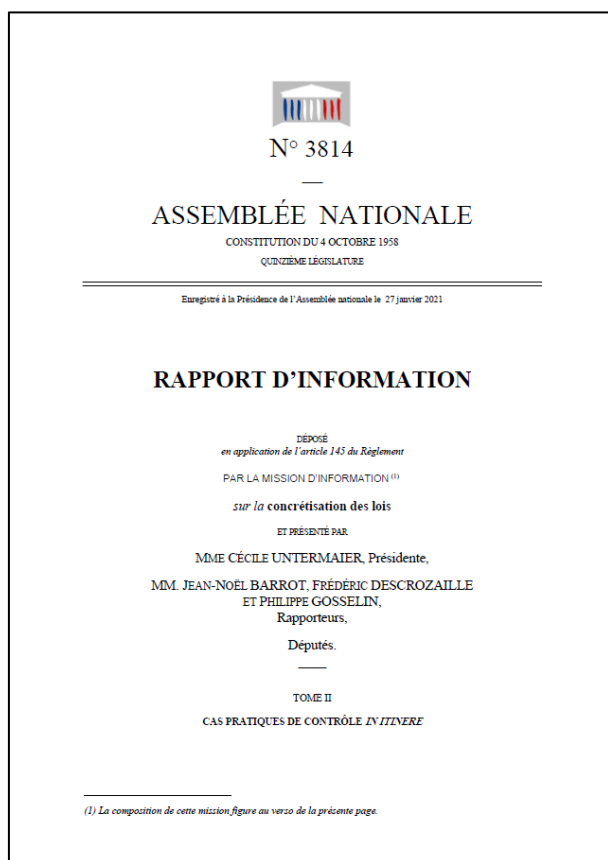 N° 3814
ASSEMBLÉE NATIONALE
CONSTITUTION DU 4 OCTOBRE 1958
QUINZIÈME LÉGISLATURE
Enregistré à la Présidence de l'Assemblée nationale le 27 janvier 2021
RAPPORT D'INFORMATION
DÉPOSÉ
en application de l'article 145 du Règlement
PAR LA MISSION D'INFORMATION (1)
sur la concrétisation des lois
ET PRÉSENTÉ PAR
MME CÉCILE UNTERMAIER, Présidente,
MM. JEAN-NOËL BARROT, FRÉDÉRIC DESCROZAILLE
ET PHILIPPE GOSSELIN,
Rapporteurs,
Députés.
TOME II
CAS PRATIQUES DE CONTRÔLE IN ITINERE
(1) La composition de cette mission figure au verso de la présente page.